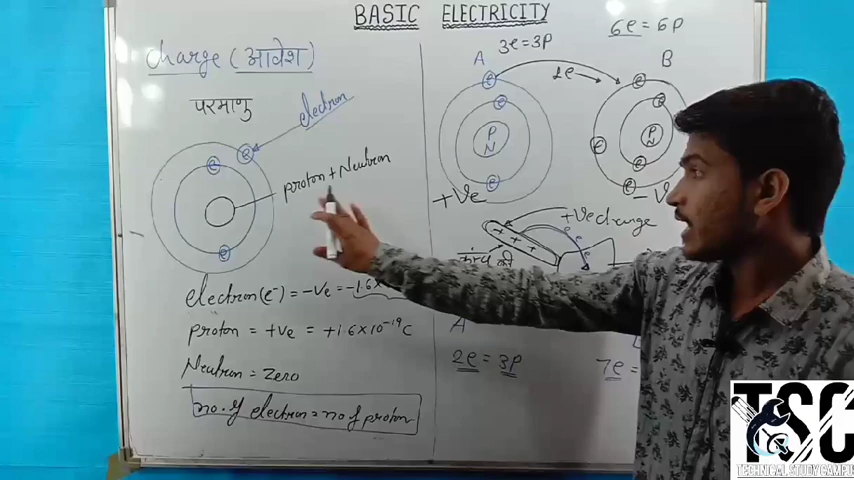 BASIC ELECTRICITY
charge (आवेश)
परमाणु
electron
e
e
e
proton + Neutron
electron(e⁻) = -Ve = -1.6×
proton = +Ve = +1.6×10⁻¹⁹C
Neutron = Zero
no. of electron = no of proton
3e = 3p
6e = 6p
A
B
1e
e
e
e
P
N
+Ve
e
e
e
e
e
P
N
-V
+Ve charge
+ + +
e e e
की
A
2e = 3p
7e =
TSC
TECHNICAL STUDY CAMPUS